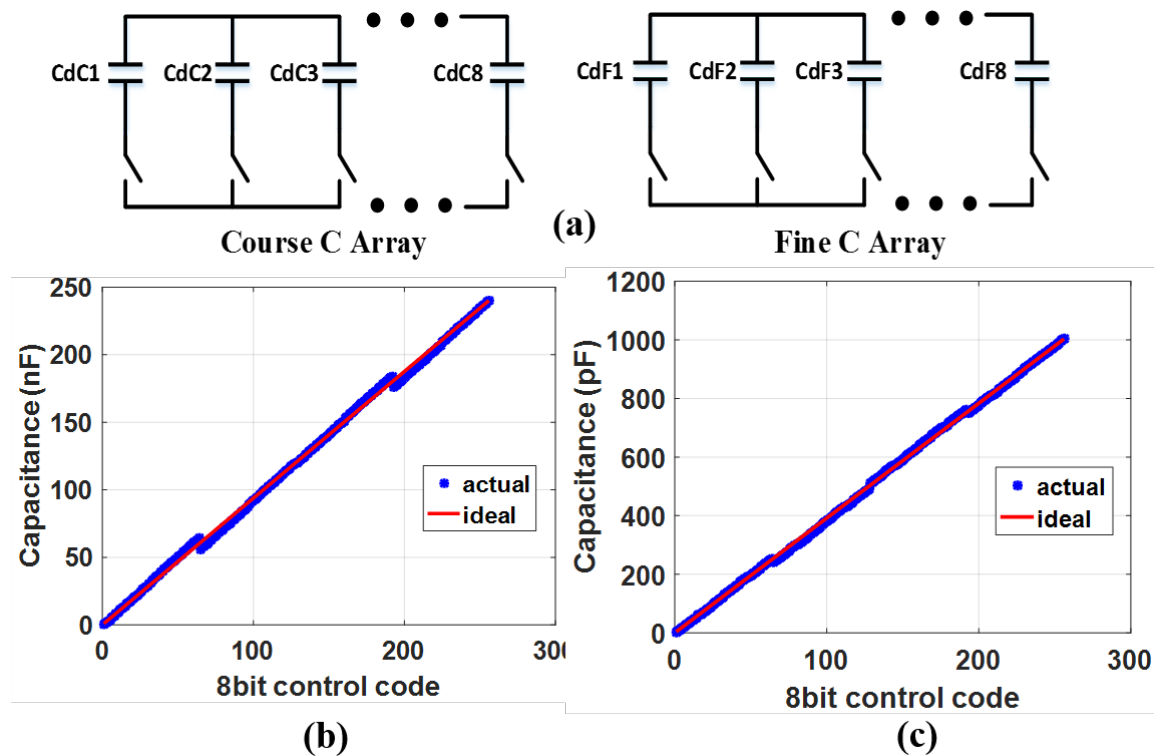 CdC1 CdC2 CdC3 CdC8
CdF1 CdF2 CdF3 CdF8
(a)
Course C Array
Fine C Array
Capacitance (nF)
250
200
150
100
50
0
0 100 200 300
8bit control code
actual
ideal
(b)
Capacitance (pF)
1200
1000
800
600
400
200
0
0 100 200 300
8bit control code
actual
ideal
(c)